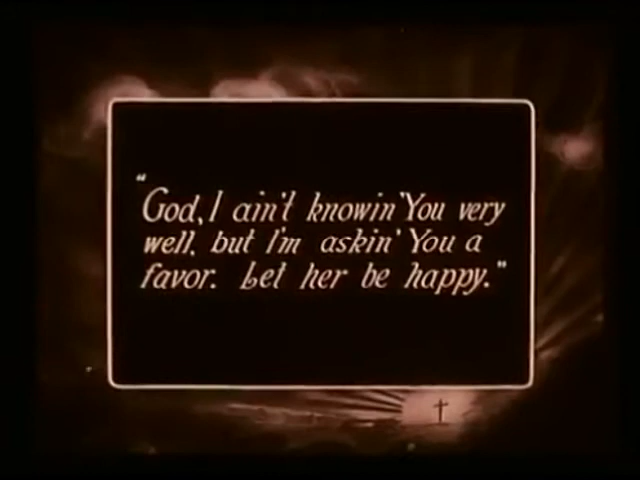 "God, I ain't knowin' You very
well, but I'm askin' You a
favor. Let her be happy."